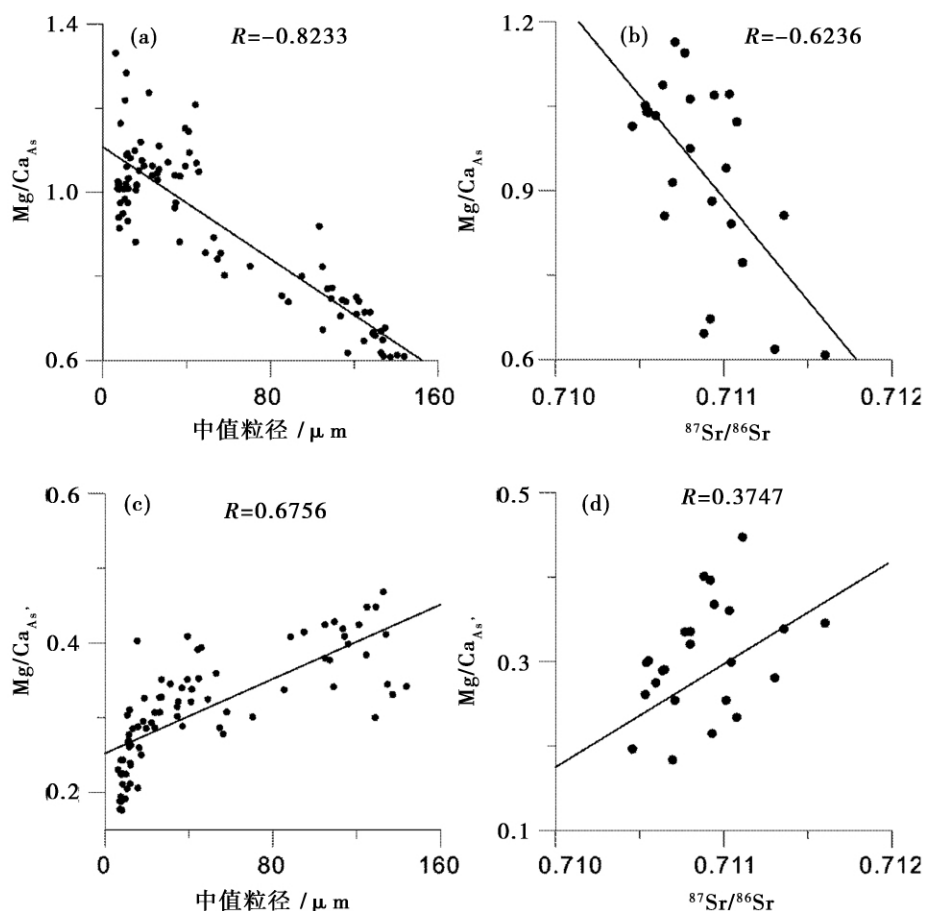 (a)
R=-0.8233
1.4
1.0
0.6
Mg/Ca_As
0
80
160
中值粒径 /μm
(b)
R=-0.6236
1.2
0.9
0.6
Mg/Ca_As
0.710
0.711
0.712
⁸⁷Sr/⁸⁶Sr
(c)
R=0.6756
0.6
0.4
0.2
Mg/Ca_As'
0
80
160
中值粒径 /μm
(d)
R=0.3747
0.5
0.3
0.1
Mg/Ca_As'
0.710
0.711
0.712
⁸⁷Sr/⁸⁶Sr